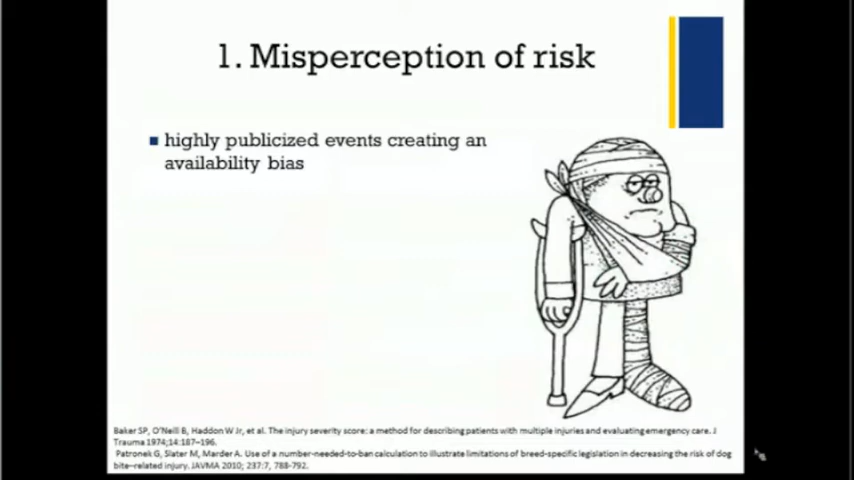 1. Misperception of risk
highly publicized events creating an
availability bias
Baker SP, O'Neill B, Haddon W Jr, et al. The injury severity score: a method for describing patients with multiple injuries and evaluating emergency care. J
Trauma 1974;14:187–196.
Patronek G, Slater M, Marder A. Use of a number-needed-to-ban calculation to illustrate limitations of breed-specific legislation in decreasing the risk of dog
bite–related injury. JAVMA 2010; 237:7, 788-792.